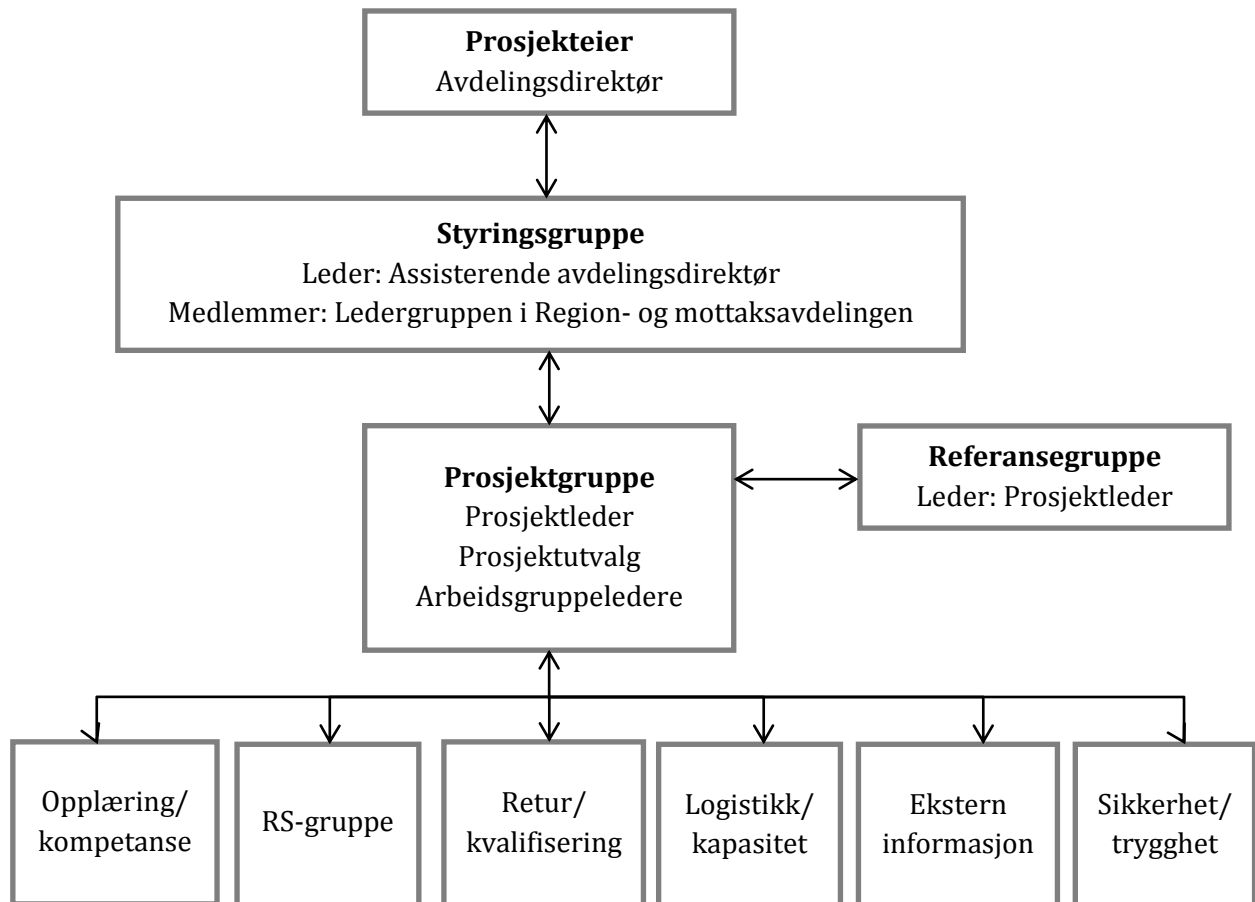 Prosjekteier
Avdelingsdirektør
Styringsgruppe
Leder: Assisterende avdelingsdirektør
Medlemmer: Ledergruppen i Region- og mottaksavdelingen
Prosjektgruppe
Prosjektleder
Prosjektutvalg
Arbeidsgruppeledere
Referansegruppe
Leder: Prosjektleder
Opplæring/
kompetanse
RS-gruppe
Retur/
kvalifisering
Logistikk/
kapasitet
Ekstern
informasjon
Sikkerhet/
trygghet